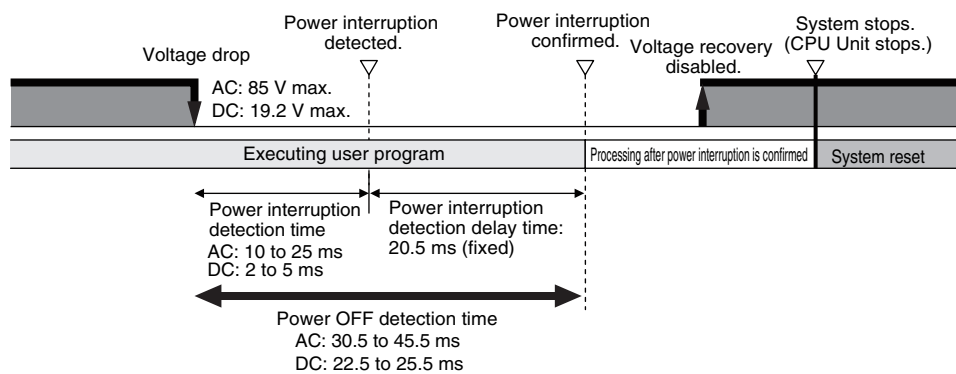 Power interruption
detected.
Power interruption
confirmed.
System stops.
(CPU Unit stops.)
Voltage drop
Voltage recovery
disabled.
AC: 85 V max.
DC: 19.2 V max.
Executing user program
Processing after power interruption is confirmed
System reset
Power interruption
detection time
AC: 10 to 25 ms
DC: 2 to 5 ms
Power interruption
detection delay time:
20.5 ms (fixed)
Power OFF detection time
AC: 30.5 to 45.5 ms
DC: 22.5 to 25.5 ms